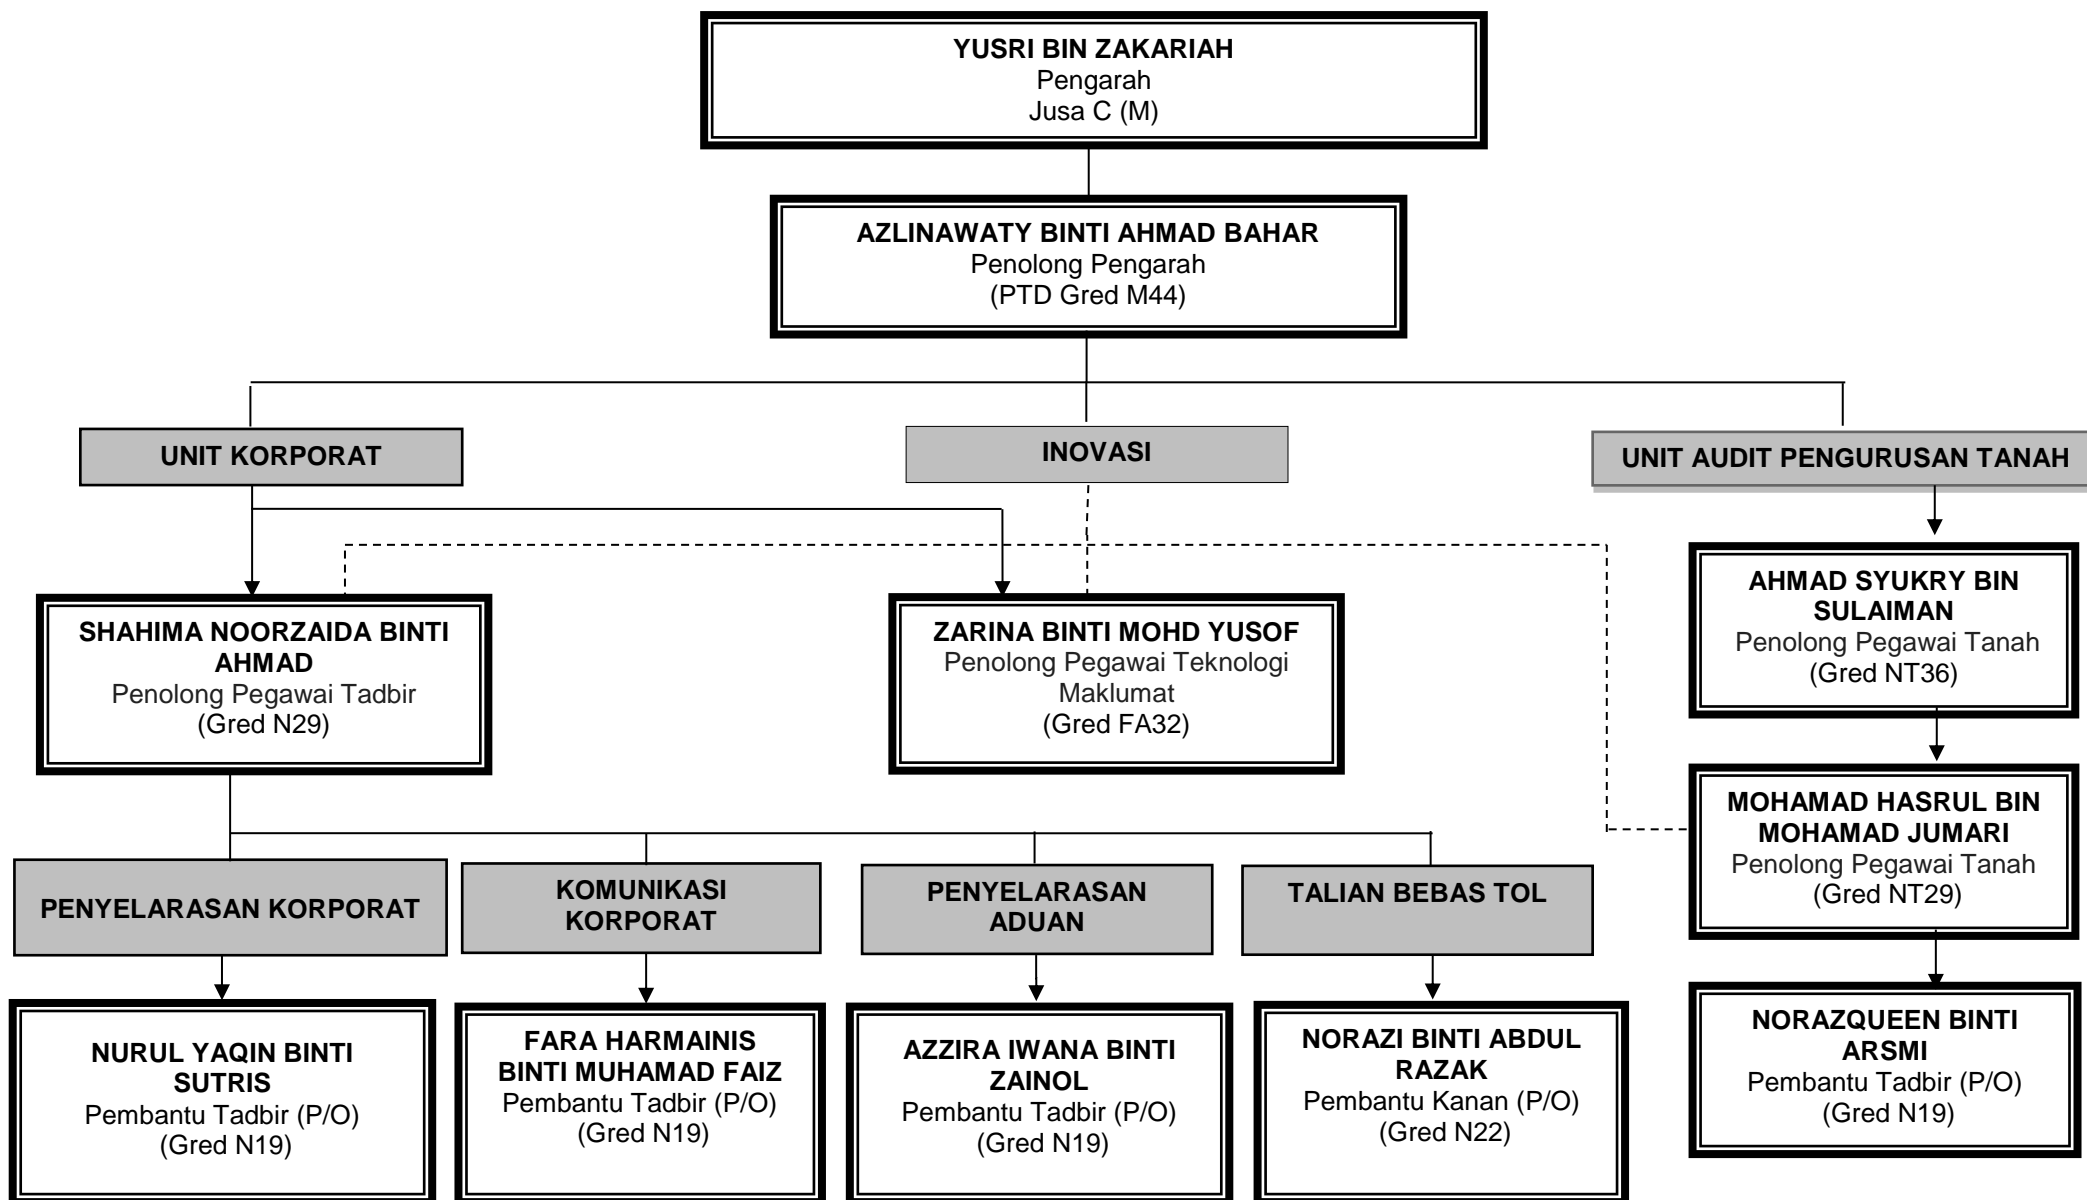 YUSRI BIN ZAKARIAH
Pengarah
Jusa C (M)
AZLINAWATY BINTI AHMAD BAHAR
Penolong Pengarah
(PTD Gred M44)
UNIT KORPORAT
INOVASI
UNIT AUDIT PENGURUSAN TANAH
SHAHIMA NOORZAIDA BINTI
AHMAD
Penolong Pegawai Tadbir
(Gred N29)
ZARINA BINTI MOHD YUSOF
Penolong Pegawai Teknologi
Maklumat
(Gred FA32)
AHMAD SYUKRY BIN
SULAIMAN
Penolong Pegawai Tanah
(Gred NT36)
MOHAMAD HASRUL BIN
MOHAMAD JUMARI
Penolong Pegawai Tanah
(Gred NT29)
PENYELARASAN KORPORAT
KOMUNIKASI
KORPORAT
PENYELARASAN
ADUAN
TALIAN BEBAS TOL
NURUL YAQIN BINTI
SUTRIS
Pembantu Tadbir (P/O)
(Gred N19)
FARA HARMAINIS
BINTI MUHAMAD FAIZ
Pembantu Tadbir (P/O)
(Gred N19)
AZZIRA IWANA BINTI
ZAINOL
Pembantu Tadbir (P/O)
(Gred N19)
NORAZI BINTI ABDUL
RAZAK
Pembantu Kanan (P/O)
(Gred N22)
NORAZQUEEN BINTI
ARSMI
Pembantu Tadbir (P/O)
(Gred N19)